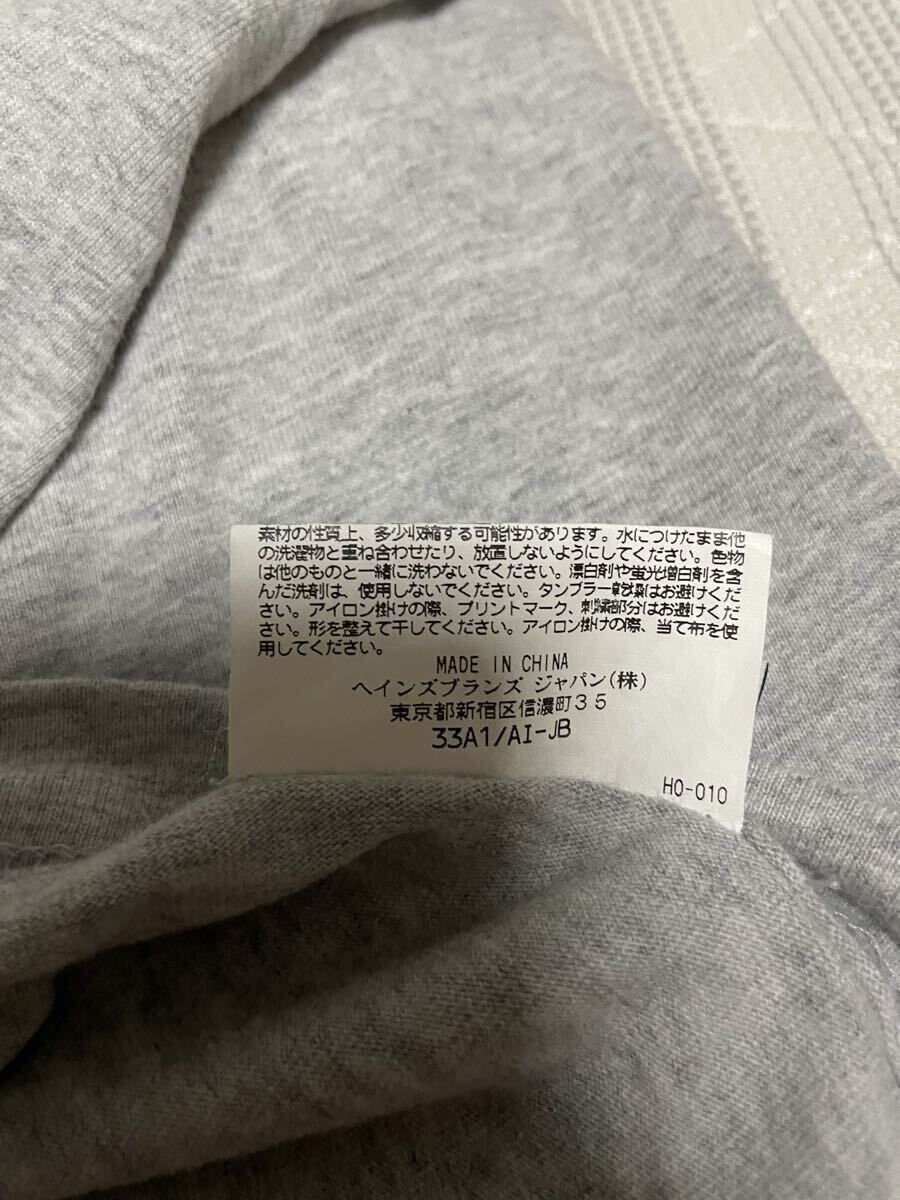 素材の性質上、多少収縮する可能性があります。水につけたまま他
の洗濯物と重ね合わせたり、放置しないようにしてください。色物
は他のものと一緒に洗わないでください。漂白剤や蛍光増白剤を含
んだ洗剤は、使用しないでください。タンブラー乾燥はお避けくだ
さい。アイロン掛けの際、プリントマーク、刺繍部分はお避けくだ
さい。形を整えて干してください。アイロン掛けの際、当て布を使
用してください。
MADE IN CHINA
ヘインズブランズ ジャパン(株)
東京都新宿区信濃町35
33A1/AI-JB
HO-010